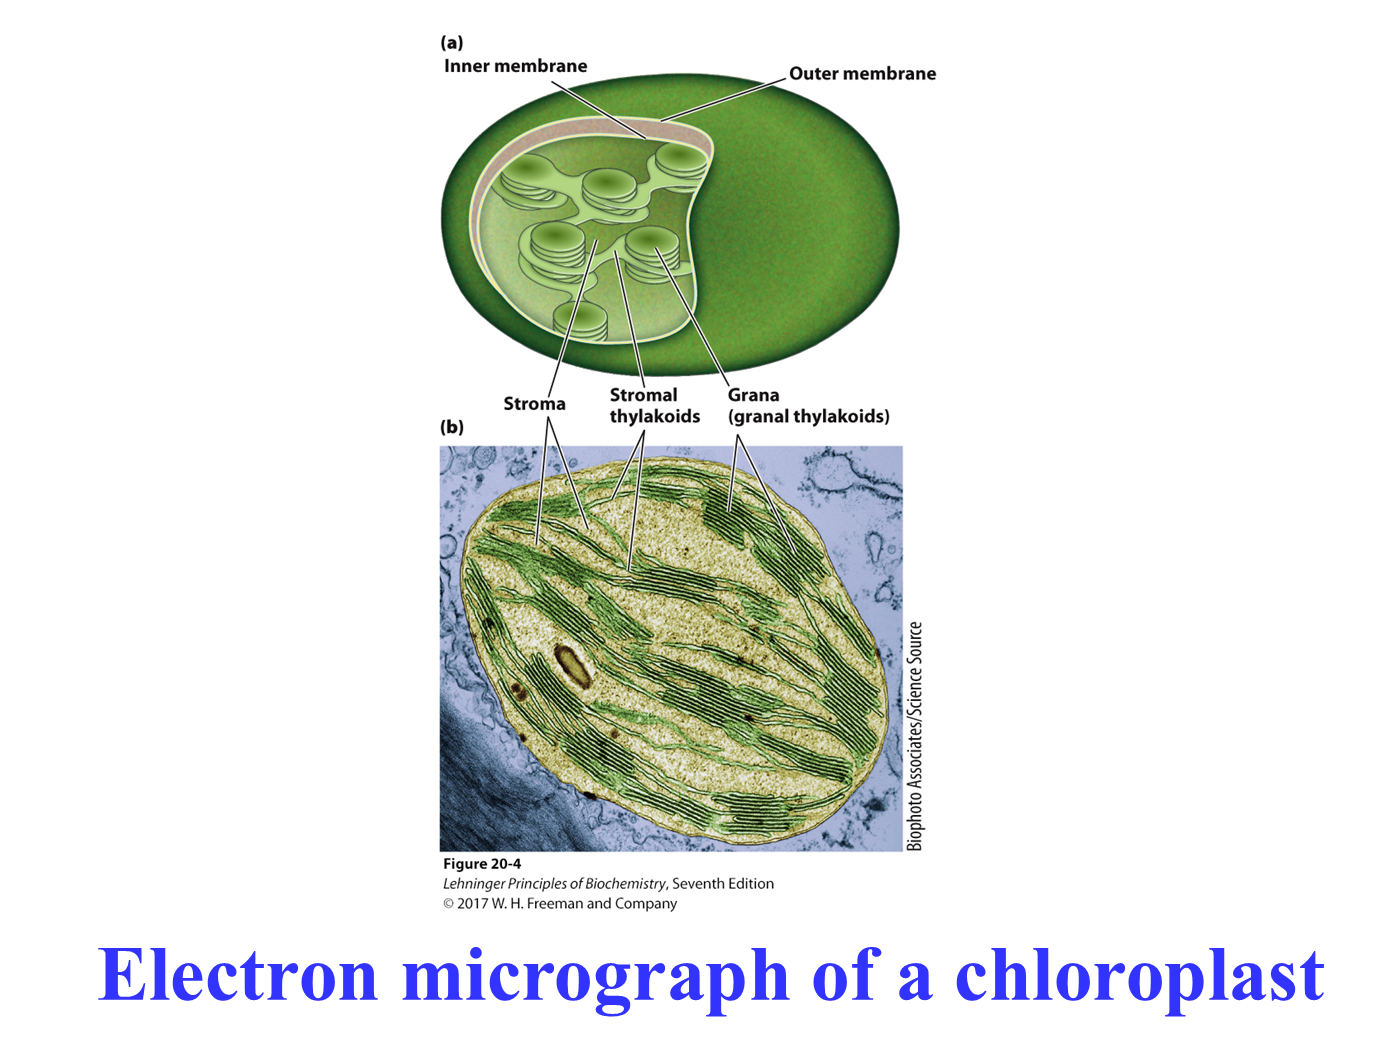 (a)
Inner membrane
Outer membrane
Stroma
Stromal
thylakoids
Grana
(granal thylakoids)
(b)
Biophoto Associates/Science Source
Figure 20-4
Lehninger Principles of Biochemistry, Seventh Edition
© 2017 W. H. Freeman and Company
Electron micrograph of a chloroplast